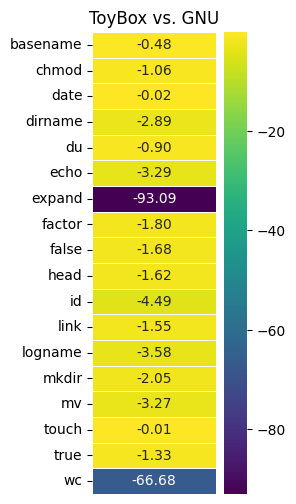 ToyBox vs. GNU
basename -0.48
chmod -1.06
date -0.02
dirname -2.89
du -0.90
echo -3.29
expand -93.09
factor -1.80
false -1.68
head -1.62
id -4.49
link -1.55
logname -3.58
mkdir -2.05
mv -3.27
touch -0.01
true -1.33
wc -66.68
−20
−40
−60
−80